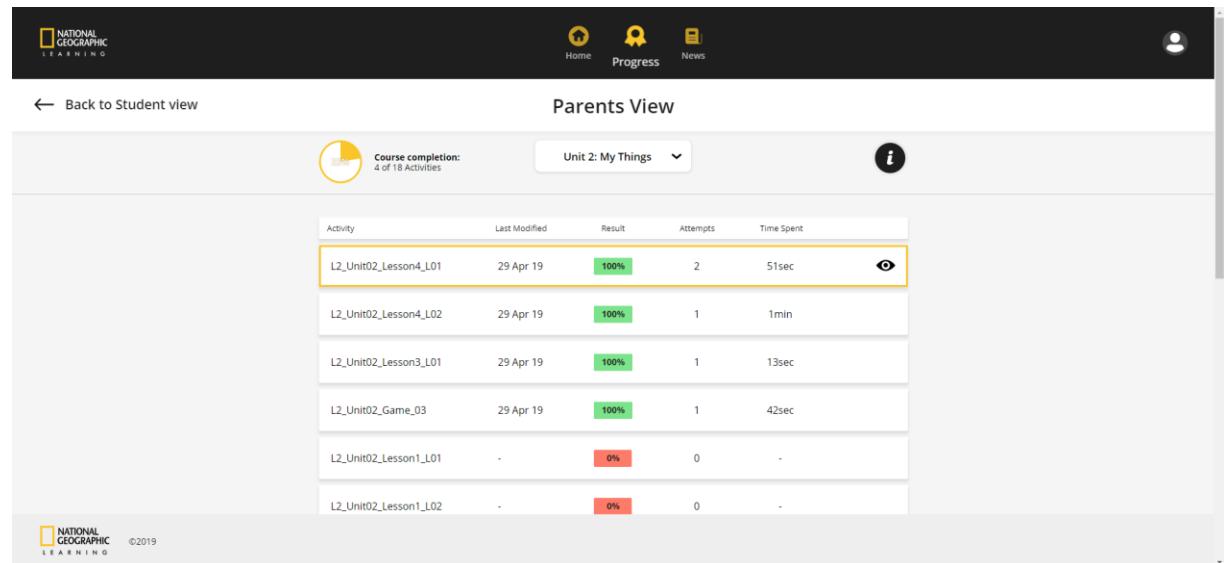 NATIONAL
GEOGRAPHIC
LEARNING
Home
Progress
News
Back to Student view
Parents View
Course completion:
4 of 18 Activities
Unit 2: My Things
i
Activity Last Modified Result Attempts Time Spent
L2_Unit02_Lesson4_L01 29 Apr 19 100% 2 51sec
L2_Unit02_Lesson4_L02 29 Apr 19 100% 1 1min
L2_Unit02_Lesson3_L01 29 Apr 19 100% 1 13sec
L2_Unit02_Game_03 29 Apr 19 100% 1 42sec
L2_Unit02_Lesson1_L01 - 0% 0 -
L2_Unit02_Lesson1_L02 - 0% 0 -
NATIONAL
GEOGRAPHIC
LEARNING
©2019